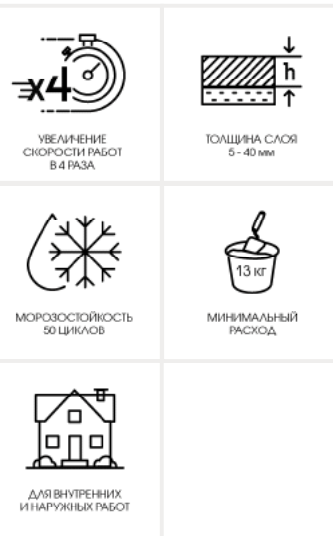 x4
УВЕЛИЧЕНИЕ
СКОРОСТИ РАБОТ
В 4 РАЗА
h
ТОЛЩИНА СЛОЯ
5 - 40 мм
МОРОЗОСТОЙКОСТЬ
50 ЦИКЛОВ
13 кг
МИНИМАЛЬНЫЙ
РАСХОД
ДЛЯ ВНУТРЕННИХ
И НАРУЖНЫХ РАБОТ